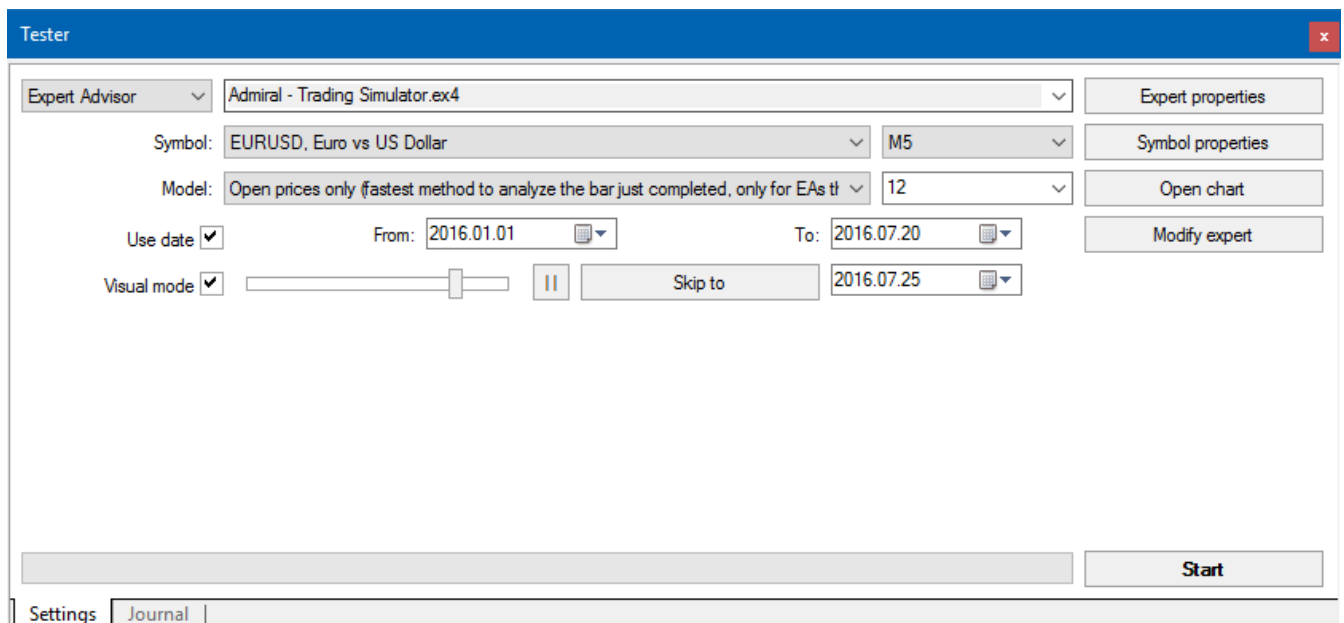 Tester
x
Expert Advisor Admiral - Trading Simulator.ex4 Expert properties
Symbol: EURUSD, Euro vs US Dollar M5 Symbol properties
Model: Open prices only (fastest method to analyze the bar just completed, only for EAs th 12 Open chart
Use date From: 2016.01.01 To: 2016.07.20 Modify expert
Visual mode Skip to 2016.07.25
Start
Settings Journal